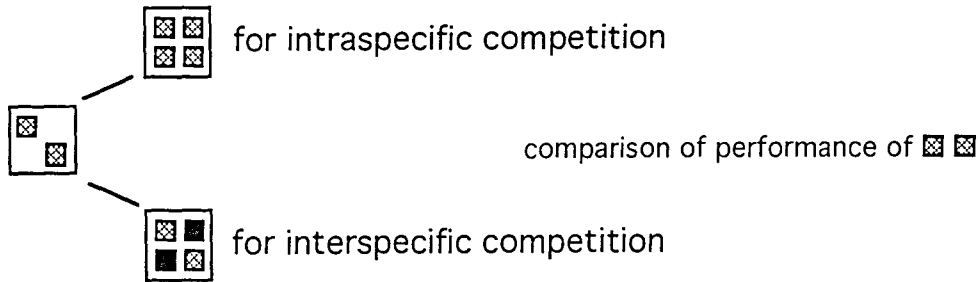 for intraspecific competition
comparison of performance of
for interspecific competition